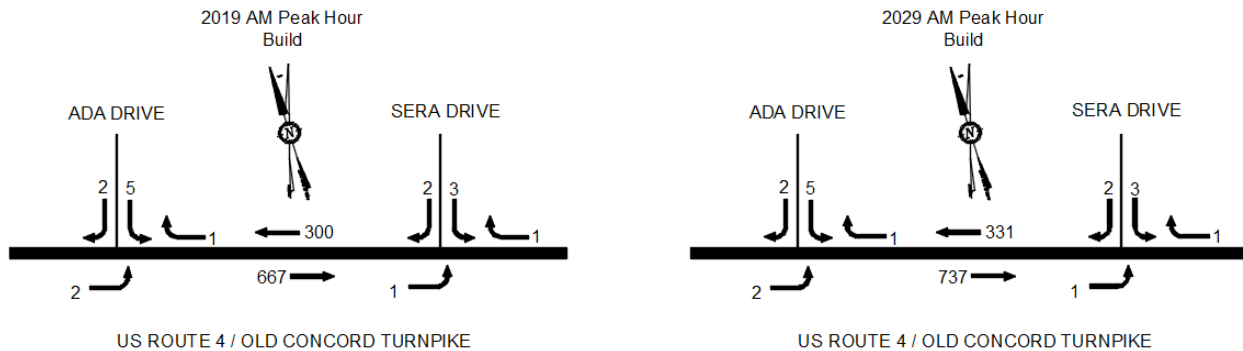 2019 AM Peak Hour
Build
N
ADA DRIVE
SERA DRIVE
2 5
1
300
2 3
1
2
667
1
US ROUTE 4 / OLD CONCORD TURNPIKE
2029 AM Peak Hour
Build
N
ADA DRIVE
SERA DRIVE
2 5
1
331
2 3
1
2
737
1
US ROUTE 4 / OLD CONCORD TURNPIKE